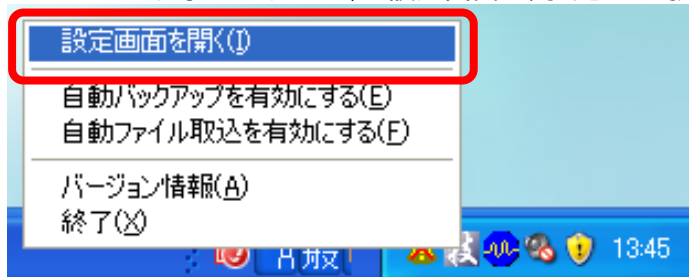 設定画面を開く(I)
自動バックアップを有効にする(E)
自動ファイル取込を有効にする(F)
バージョン情報(A)
終了(X)
A 般
13:45